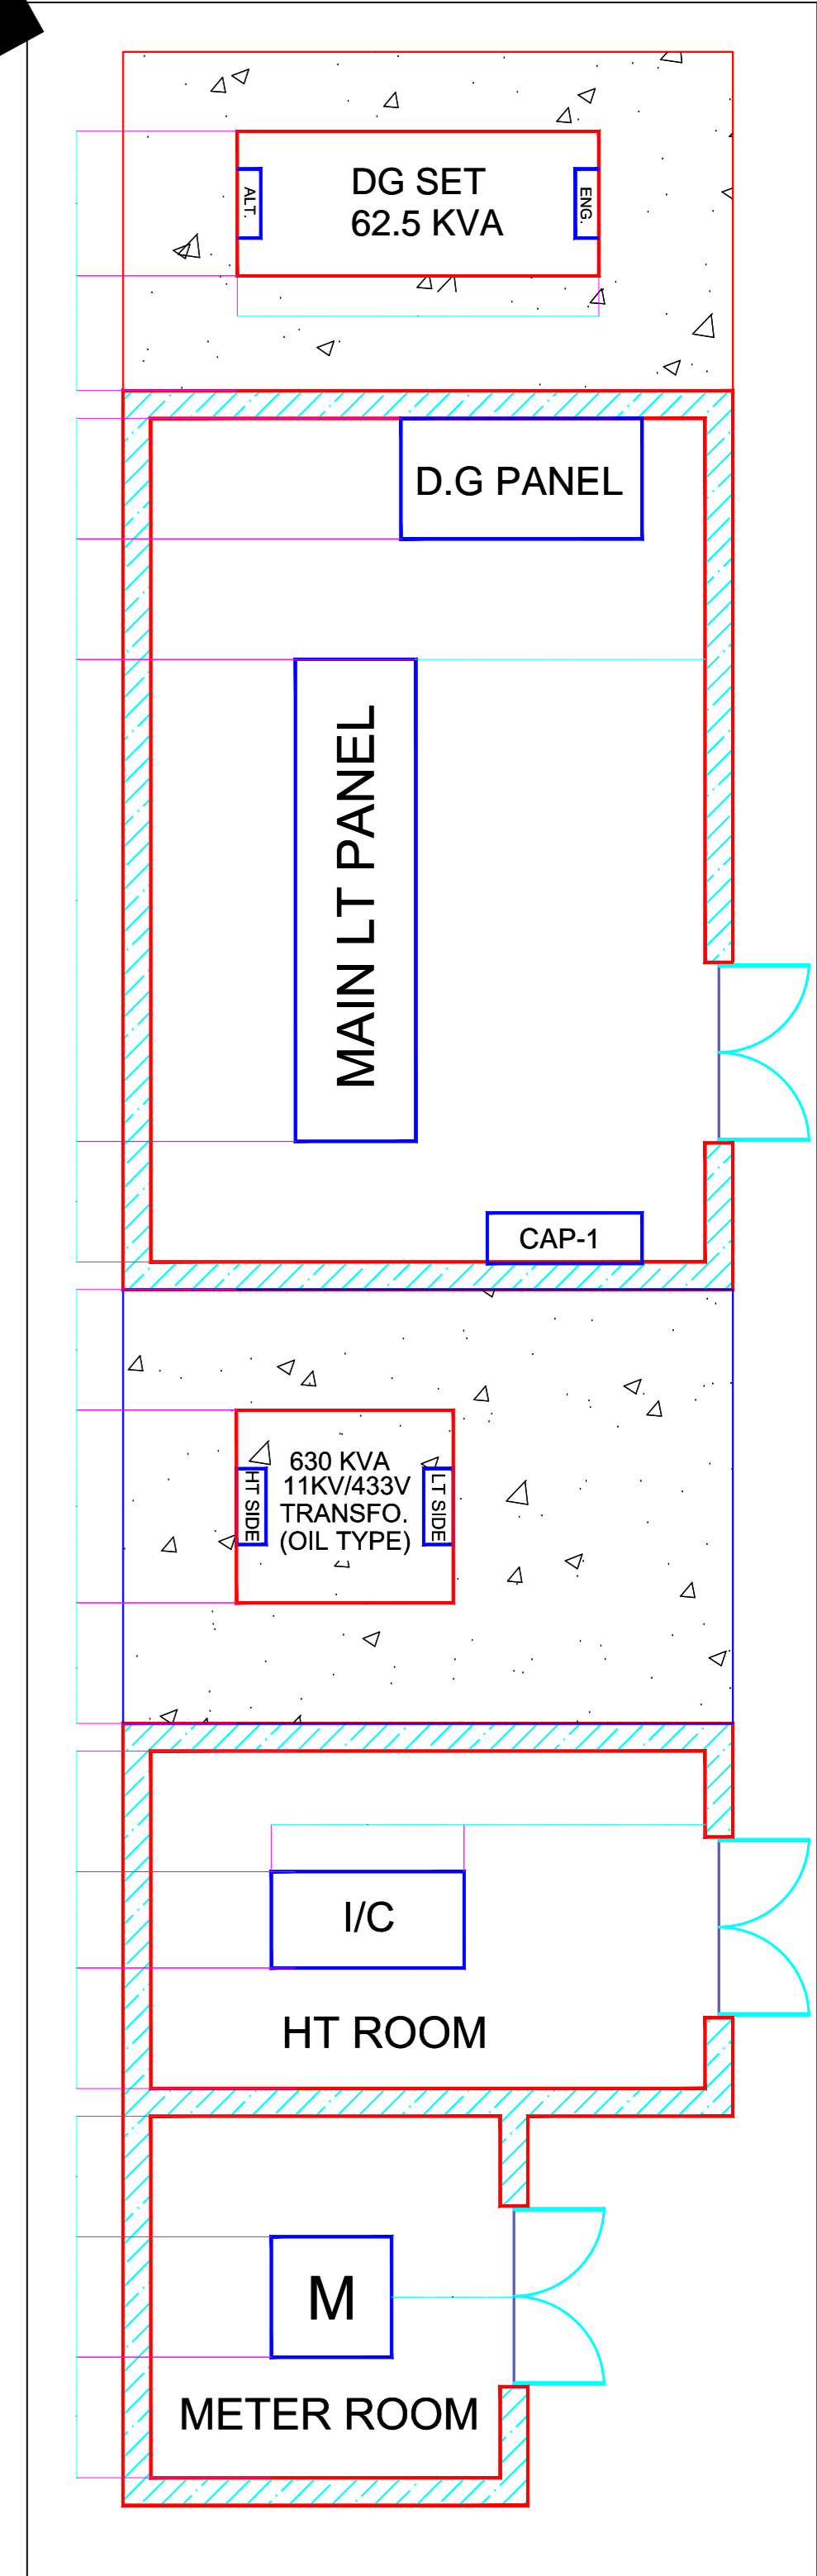 DG SET
62.5 KVA
ALT.
ENG.
D.G PANEL
MAIN LT PANEL
CAP-1
630 KVA
11KV/433V
TRANSFO.
(OIL TYPE)
HT SIDE
LT SIDE
I/C
HT ROOM
M
METER ROOM